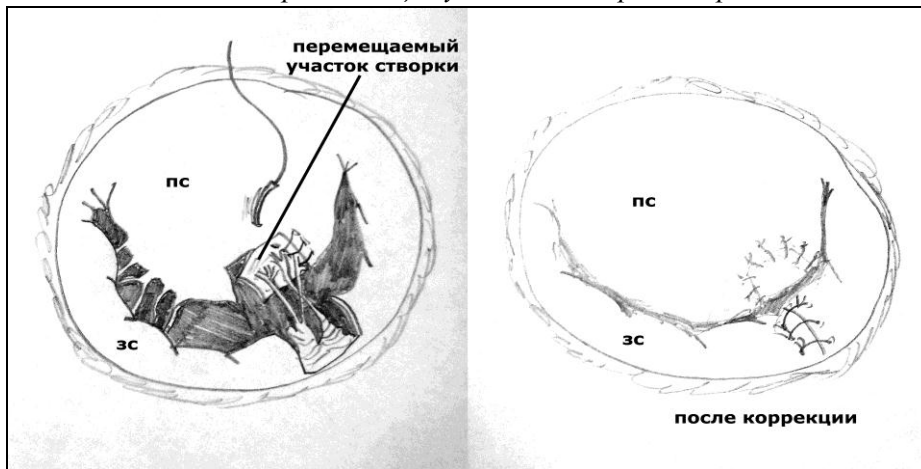 перемещаемый
участок створки
пс
зс
пс
зс
после коррекции